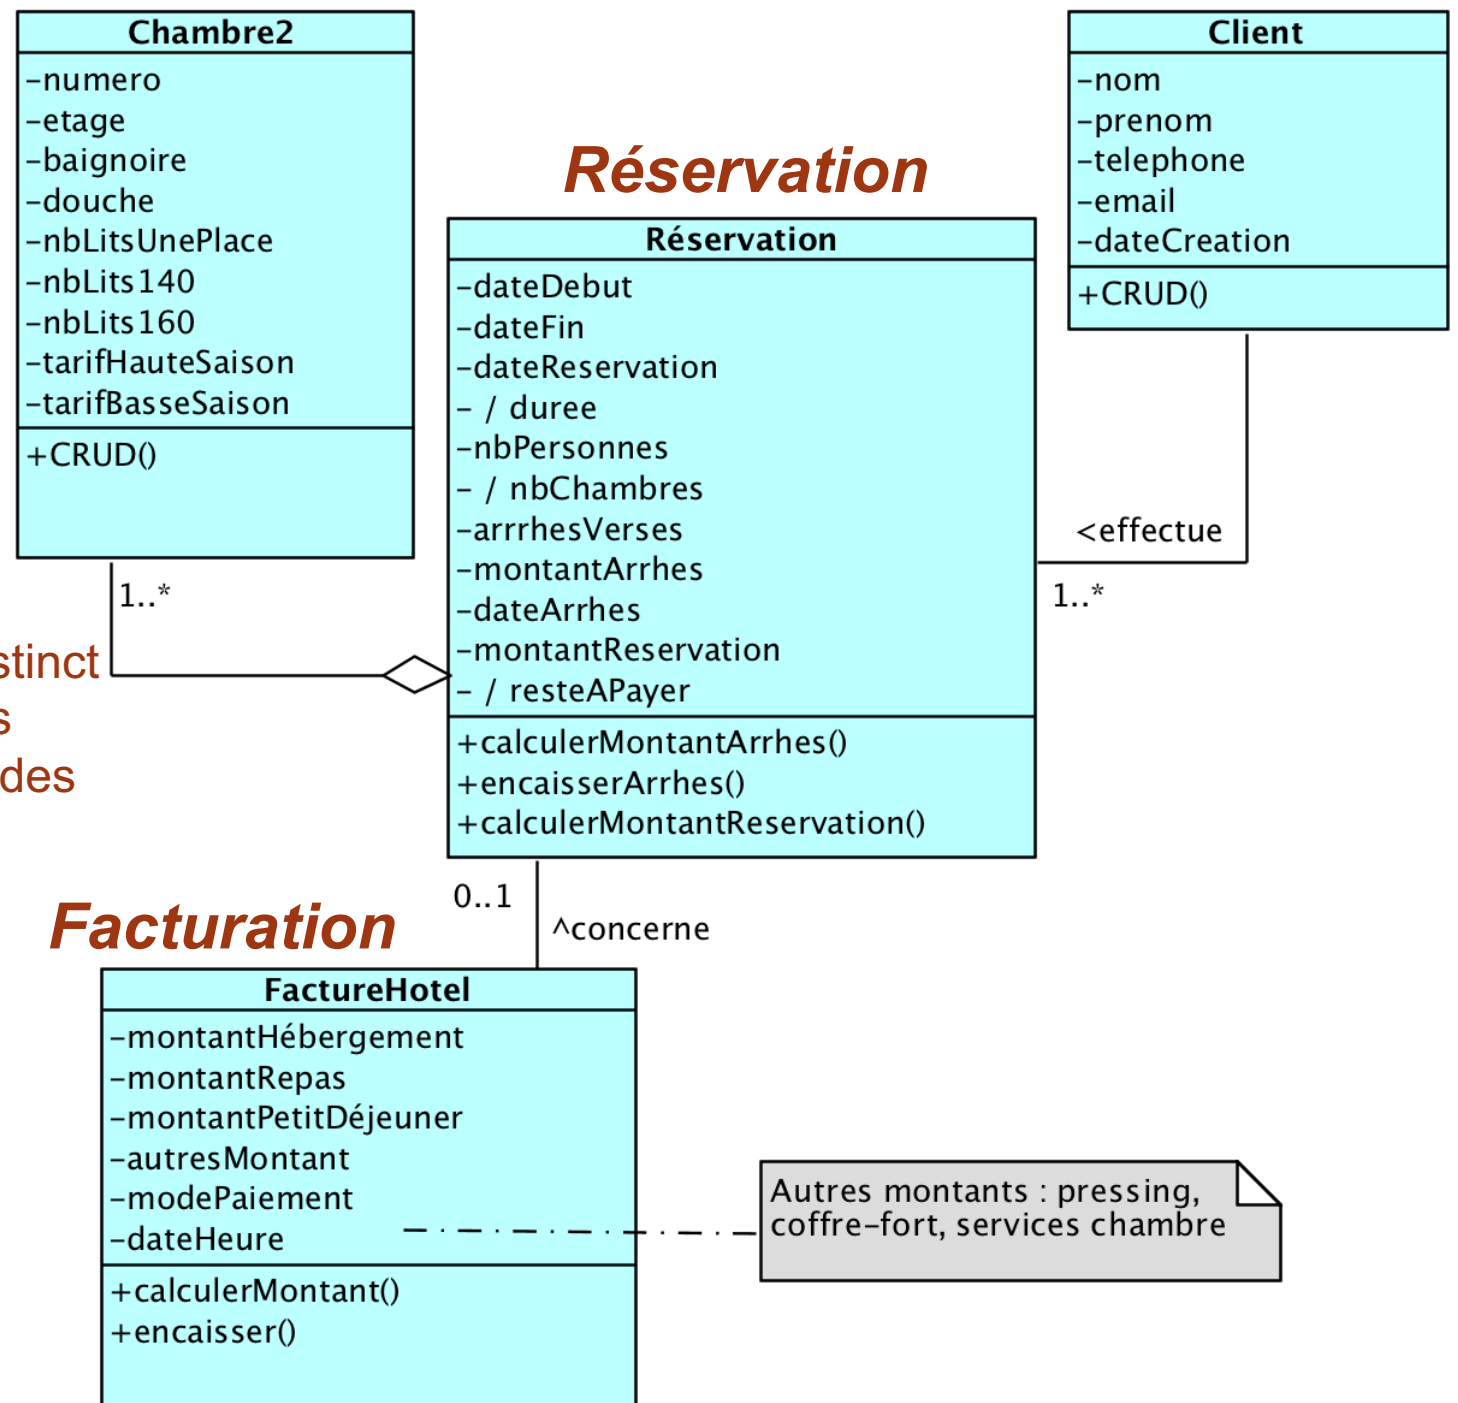 Chambre2
-numero
-etage
-baignoire
-douche
-nbLitsUnePlace
-nbLits140
-nbLits160
-tarifHauteSaison
-tarifBasseSaison
+CRUD()
1..*
Client
-nom
-prenom
-telephone
-email
-dateCreation
+CRUD()
<effectue
1..*
Réservation
Réservation
-dateDebut
-dateFin
-dateReservation
- / duree
-nbPersonnes
- / nbChambres
-arrrhesVerses
-montantArrhes
-dateArrhes
-montantReservation
- / resteAPayer
+calculerMontantArrhes()
+encaisserArrhes()
+calculerMontantReservation()
stinct
s
des
0..1
^concerne
Facturation
FactureHotel
-montantHébergement
-montantRepas
-montantPetitDéjeuner
-autresMontant
-modePaiement
-dateHeure
+calculerMontant()
+encaisser()
Autres montants : pressing,
coffre-fort, services chambre